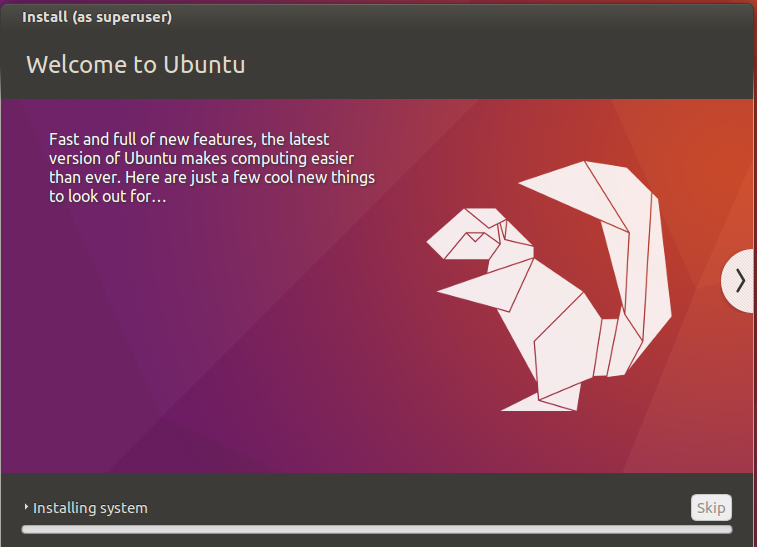 Install (as superuser)
Welcome to Ubuntu
Fast and full of new features, the latest
version of Ubuntu makes computing easier
than ever. Here are just a few cool new things
to look out for…
Installing system
Skip